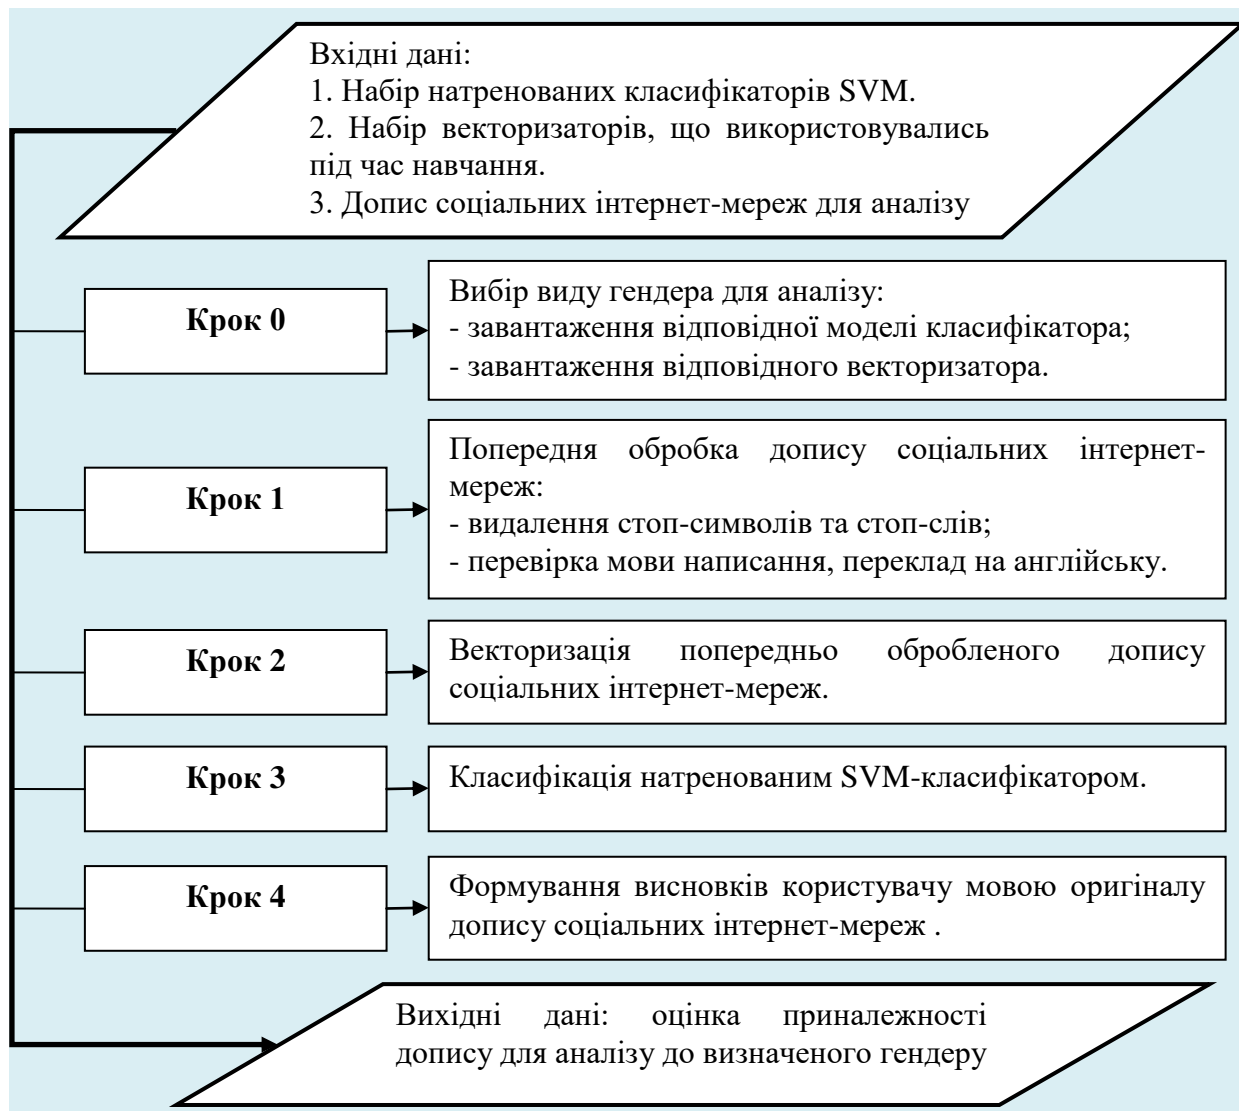 Вхідні дані:
1. Набір натренованих класифікаторів SVM.
2. Набір векторизаторів, що використовувались
під час навчання.
3. Допис соціальних інтернет-мереж для аналізу
Крок 0
Вибір виду гендера для аналізу:
- завантаження відповідної моделі класифікатора;
- завантаження відповідного векторизатора.
Крок 1
Попередня обробка допису соціальних інтернет-
мереж:
- видалення стоп-символів та стоп-слів;
- перевірка мови написання, переклад на англійську.
Крок 2
Векторизація попередньо обробленого допису
соціальних інтернет-мереж.
Крок 3
Класифікація натренованим SVM-класифікатором.
Крок 4
Формування висновків користувачу мовою оригіналу
допису соціальних інтернет-мереж .
Вихідні дані: оцінка приналежності
допису для аналізу до визначеного гендеру